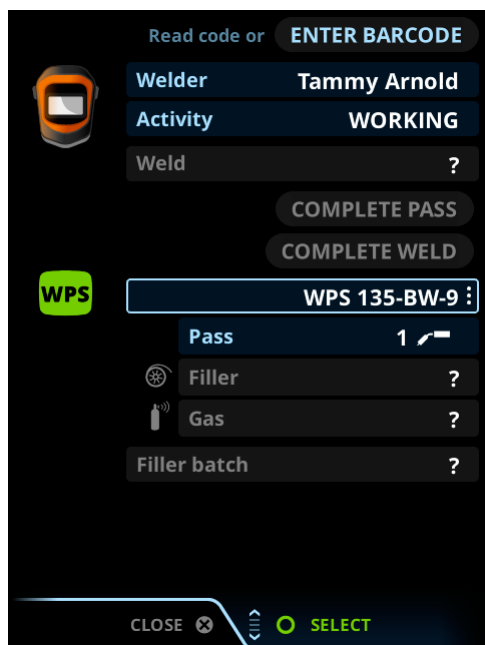 Read code or ENTER BARCODE
Welder Tammy Arnold
Activity WORKING
Weld ?
COMPLETE PASS
COMPLETE WELD
WPS WPS 135-BW-9
Pass 1
Filler ?
Gas ?
Filler batch ?
CLOSE SELECT